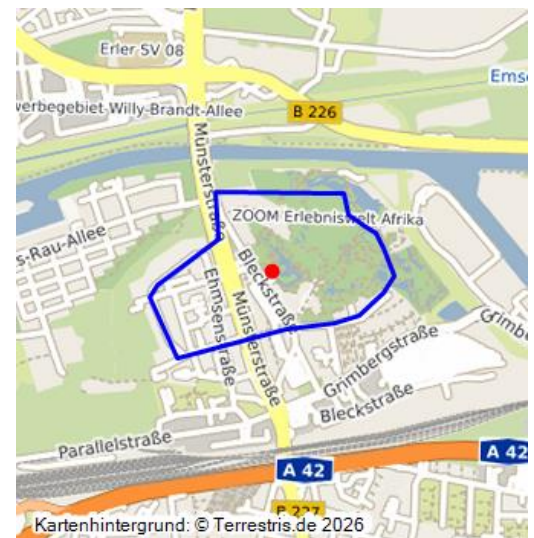 Erler SV 08
Ems
werbegebiet-Willy-Brandt-Allee
B 226
Münsterstraße
ZOOM Erlebniswelt Afrika
s-Rau-Allee
Bleckstraße
Ehmsenstraße
Münsterstraße
Grimb
Grimbergstraße
Bleckstraße
Parallelstraße
A 42
A 42
B 227
Kartenhintergrund: © Terrestris.de 2026